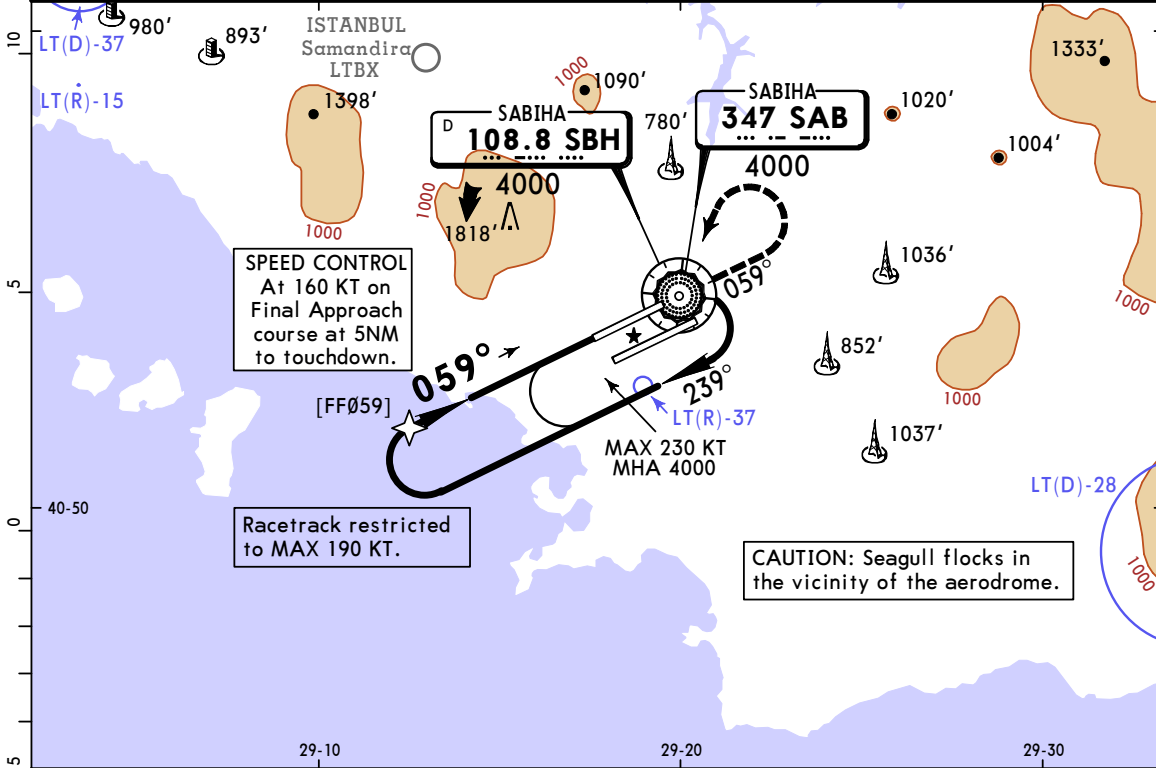 10
980'
LT(D)-37
893'
ISTANBUL
Samandira
LTBX
LT(R)-15
1398'
1000
1000
1090'
SABIHA
D 108.8 SBH
4000
1000
1818'
780'
SABIHA
347 SAB
4000
1020'
1004'
1333'
1000
1036'
059°
5
SPEED CONTROL
At 160 KT on
Final Approach
course at 5NM
to touchdown.
059°
[FFØ59]
239°
LT(R)-37
MAX 230 KT
MHA 4000
852'
1000
1037'
LT(D)-28
1000
40-50
0
Racetrack restricted
to MAX 190 KT.
CAUTION: Seagull flocks in
the vicinity of the aerodrome.
5
29-10
29-20
29-30